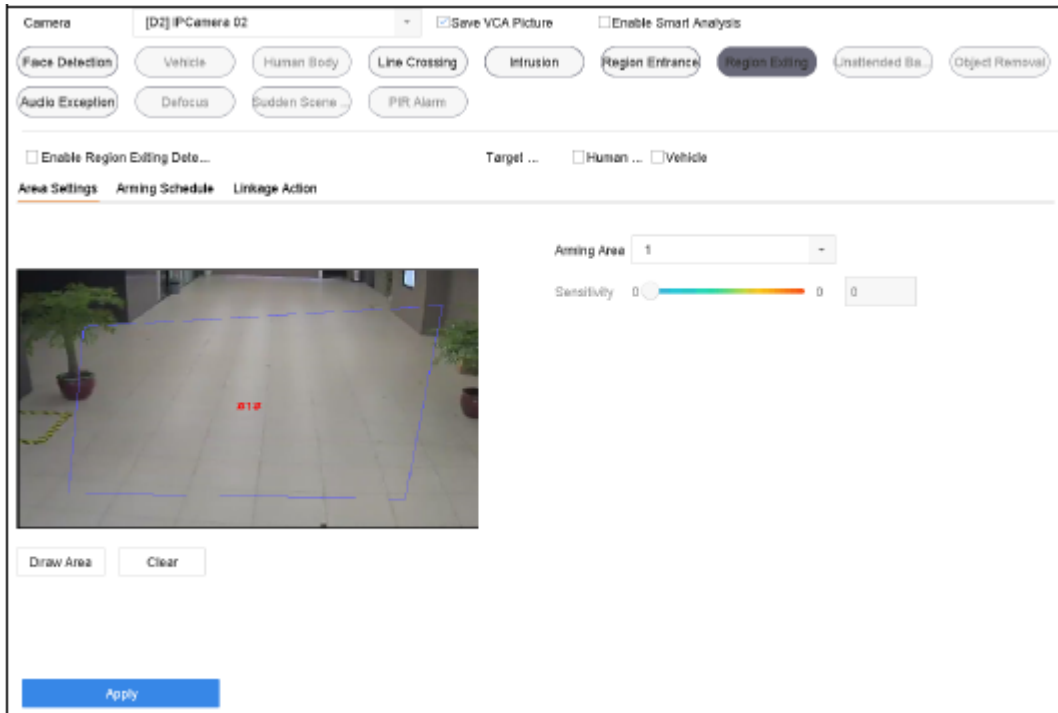 Camera [D2] IPCamera 02 Save VCA Picture Enable Smart Analysis
Face Detection Vehicle Human Body Line Crossing Intrusion Region Entrance Region Exiting Unattended Ba... Object Removal
Audio Exception Defocus Sudden Scene ... PIR Alarm
Enable Region Exiting Dete... Target ... Human ... Vehicle
Area Settings Arming Schedule Linkage Action
Arming Area 1
Sensitivity 0 0 0
#1#
Draw Area Clear
Apply